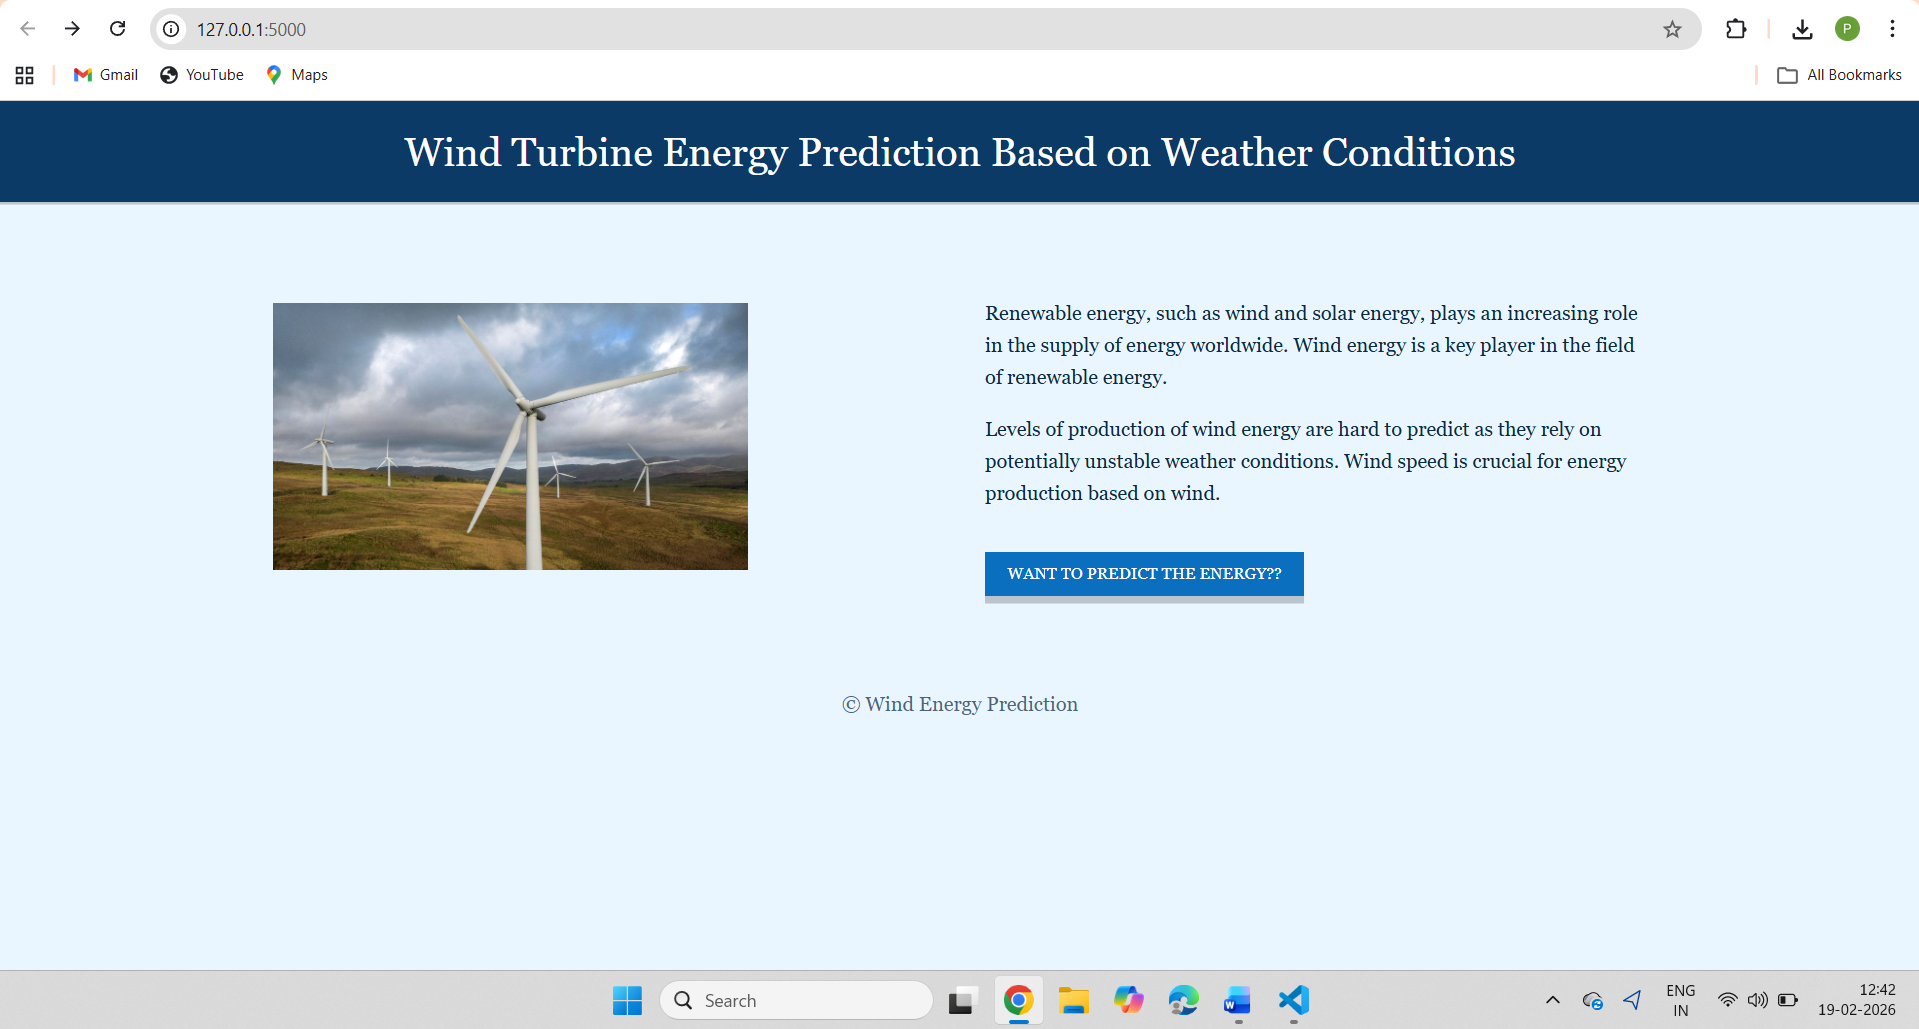 127.0.0.1:5000
P
Gmail
YouTube
Maps
All Bookmarks
Wind Turbine Energy Prediction Based on Weather Conditions
Renewable energy, such as wind and solar energy, plays an increasing role
in the supply of energy worldwide. Wind energy is a key player in the field
of renewable energy.
Levels of production of wind energy are hard to predict as they rely on
potentially unstable weather conditions. Wind speed is crucial for energy
production based on wind.
WANT TO PREDICT THE ENERGY??
© Wind Energy Prediction
Search
W
ENG
IN
12:42
19-02-2026